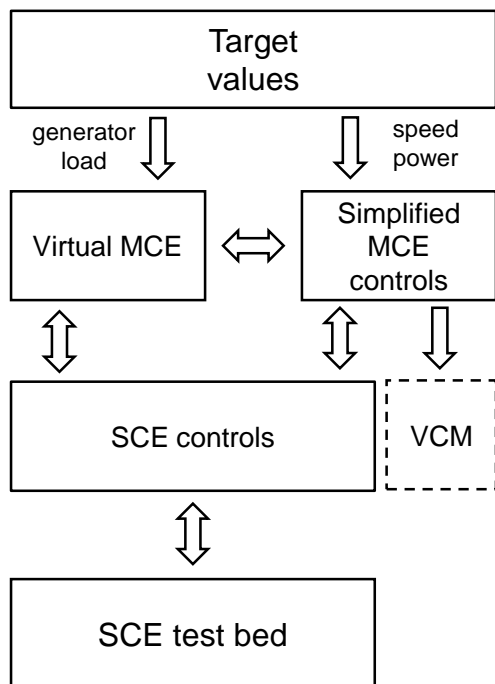 Target
values
generator
load
speed
power
Virtual MCE
Simplified
MCE
controls
SCE controls
VCM
SCE test bed